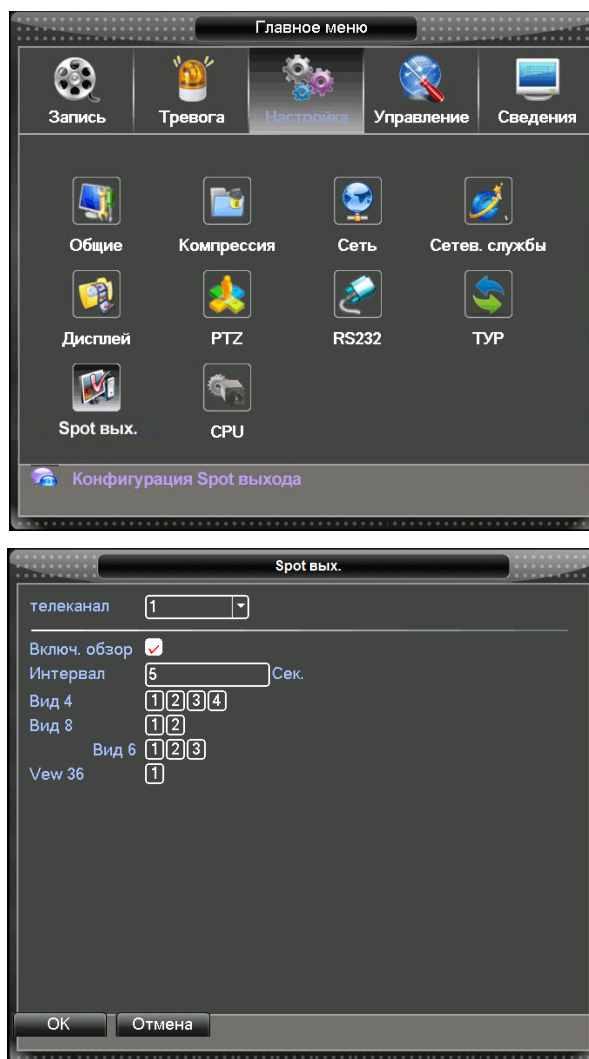 Главное меню
Запись Тревога Настройка Управление Сведения
Общие Компрессия Сеть Сетев. службы
Дисплей PTZ RS232 ТУР
Spot вых. CPU
Конфигурация Spot выхода
Spot вых.
телеканал 1
Включ. обзор
Интервал 5 Сек.
Вид 4 1 2 3 4
Вид 8 1 2
Вид 6 1 2 3
Vew 36 1
OK Отмена